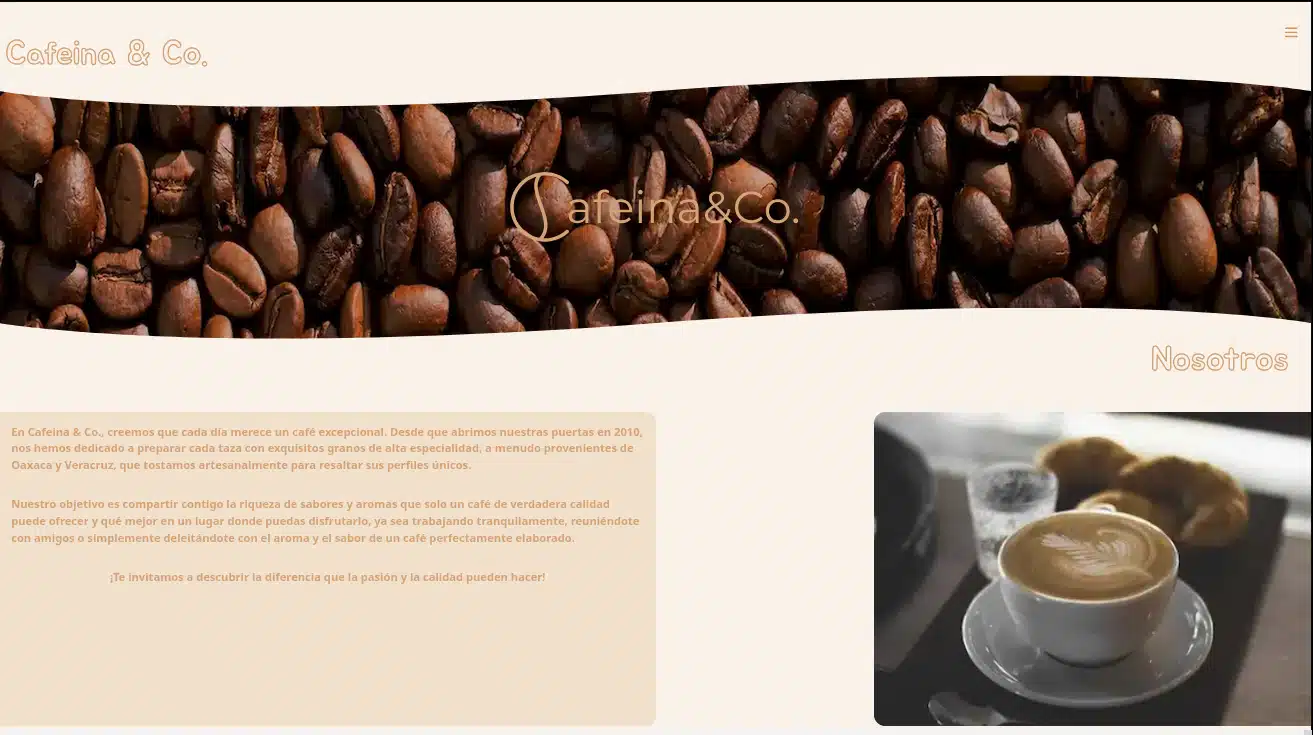 Cafeina & Co.
Cafeina&Co.
Nosotros
En Cafeina & Co., creemos que cada día merece un café excepcional. Desde que abrimos nuestras puertas en 2010,
nos hemos dedicado a preparar cada taza con exquisitos granos de alta especialidad, a menudo provenientes de
Oaxaca y Veracruz, que tostamos artesanalmente para resaltar sus perfiles únicos.
Nuestro objetivo es compartir contigo la riqueza de sabores y aromas que solo un café de verdadera calidad
puede ofrecer y qué mejor en un lugar donde puedas disfrutarlo, ya sea trabajando tranquilamente, reuniéndote
con amigos o simplemente deleitándote con el aroma y el sabor de un café perfectamente elaborado.
¡Te invitamos a descubrir la diferencia que la pasión y la calidad pueden hacer!